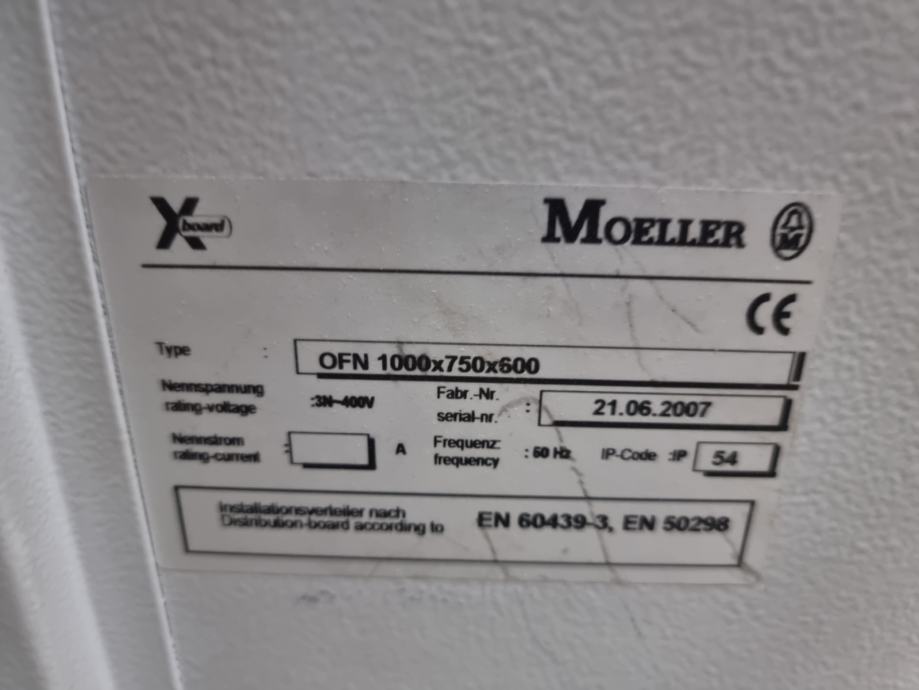 Xboard MOELLER M
CE
Type : OFN 1000x750x600
Nennspannung
rating-voltage :3N~400V
Fabr.-Nr.
serial-nr. : 21.06.2007
Nennstrom
rating-current : A
Frequenz
frequency : 50 Hz
IP-Code :IP 54
Installationsverteiler nach
Distribution-board according to
EN 60439-3, EN 50298